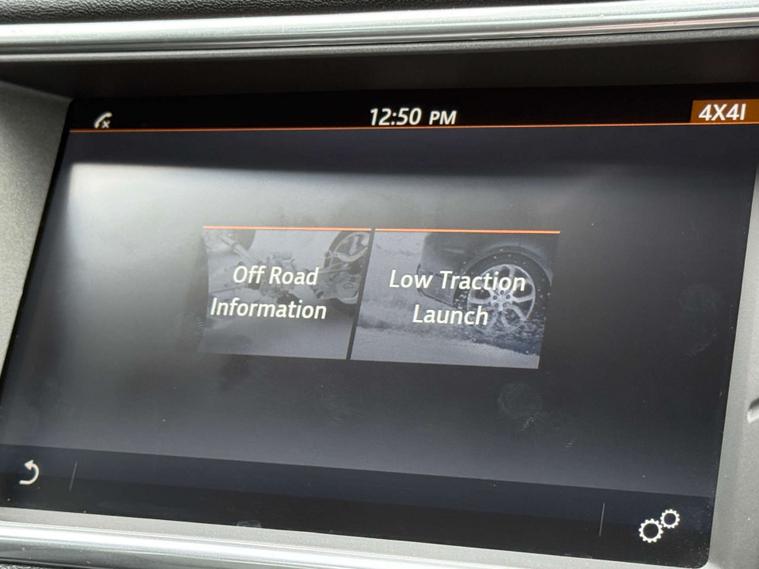 12:50 PM
4X4I
Off Road
Information
Low Traction
Launch